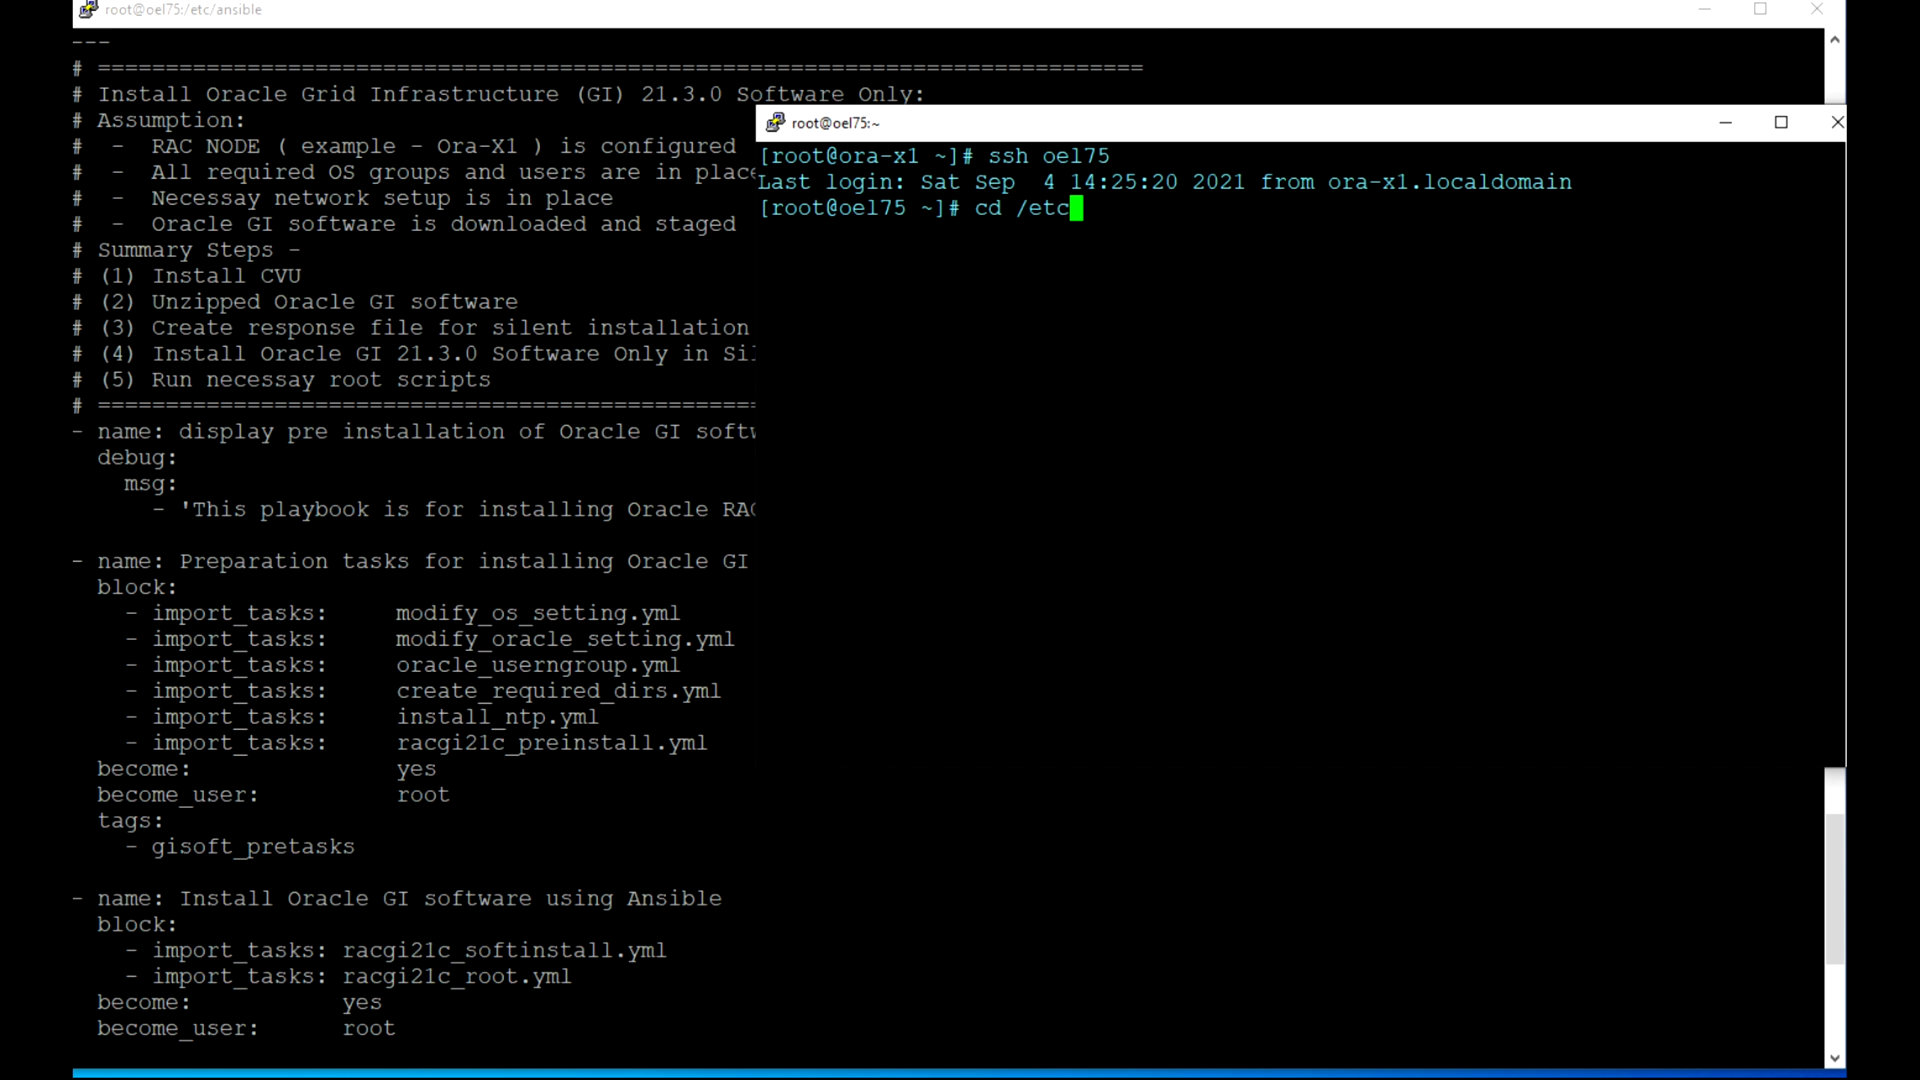 root@oel75:/etc/ansible
---
# =============================================================================
# Install Oracle Grid Infrastructure (GI) 21.3.0 Software Only:
# Assumption:
#  -  RAC NODE ( example - Ora-X1 ) is configured
#  -  All required OS groups and users are in place
#  -  Necessary network setup is in place
#  -  Oracle GI software is downloaded and staged
# Summary Steps -
# (1) Install CVU
# (2) Unzipped Oracle GI software
# (3) Create response file for silent installation
# (4) Install Oracle GI 21.3.0 Software Only in Sil
# (5) Run necessay root scripts
# =================================================
- name: display pre installation of Oracle GI softw
debug:
msg:
- 'This playbook is for installing Oracle RAC
- name: Preparation tasks for installing Oracle GI
block:
- import_tasks:     modify_os_setting.yml
- import_tasks:     modify_oracle_setting.yml
- import_tasks:     oracle_userngroup.yml
- import_tasks:     create_required_dirs.yml
- import_tasks:     install_ntp.yml
- import_tasks:     racgi21c_preinstall.yml
become:               yes
become_user:          root
tags:
- gisoft_pretasks
- name: Install Oracle GI software using Ansible
block:
- import_tasks: racgi21c_softinstall.yml
- import_tasks: racgi21c_root.yml
become:           yes
become_user:      root
root@oel75:~
[root@ora-x1 ~]# ssh oel75
Last login: Sat Sep  4 14:25:20 2021 from ora-x1.localdomain
[root@oel75 ~]# cd /etc